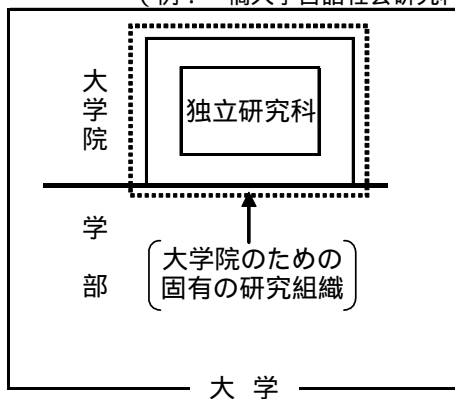 大学院
独立研究科
学部
大学院のための
固有の研究組織
大学